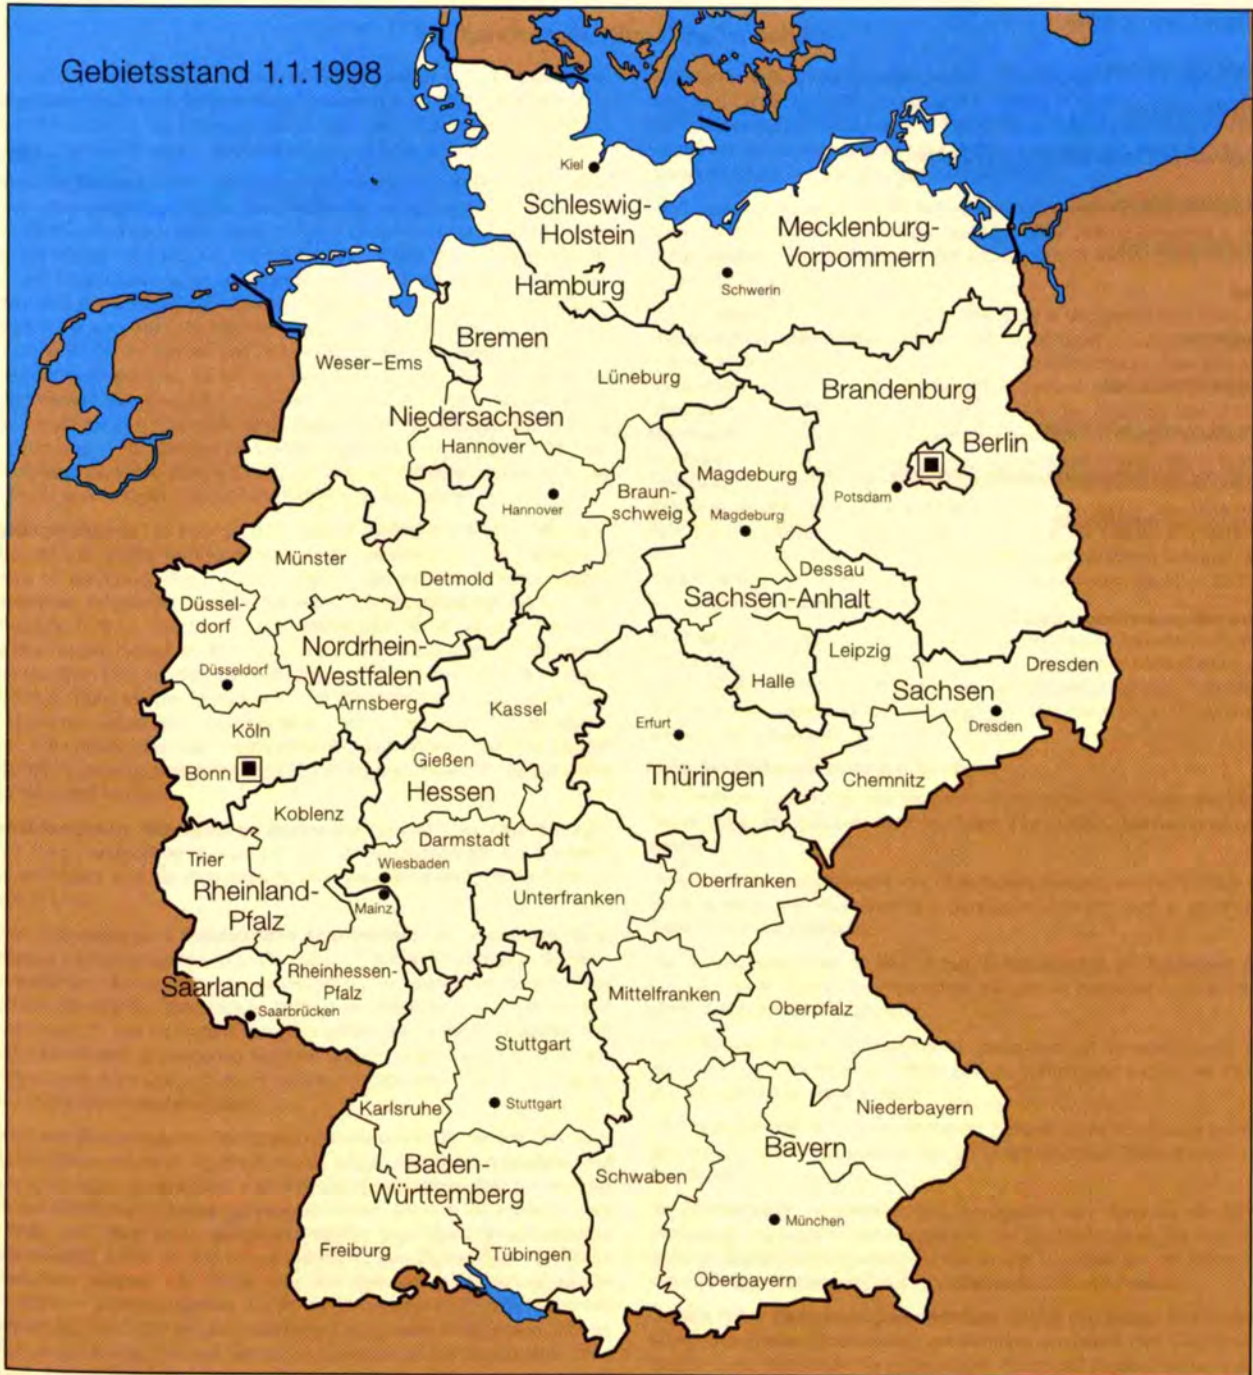 Gebietsstand 1.1.1998
Kiel
Schleswig-
Holstein
Mecklenburg-
Vorpommern
Schwerin
Hamburg
Bremen
Weser–Ems
Lüneburg
Niedersachsen
Hannover
Hannover
Braun-
schweig
Brandenburg
Berlin
Potsdam
Magdeburg
Magdeburg
Dessau
Sachsen-Anhalt
Halle
Münster
Detmold
Düssel-
dorf
Düsseldorf
Nordrhein-
Westfalen
Arnsberg
Köln
Bonn
Kassel
Gießen
Hessen
Darmstadt
Wiesbaden
Erfurt
Thüringen
Leipzig
Sachsen
Dresden
Dresden
Chemnitz
Koblenz
Trier
Rheinland-
Pfalz
Mainz
Rheinhessen-
Pfalz
Saarland
Saarbrücken
Unterfranken
Oberfranken
Mittelfranken
Oberpfalz
Stuttgart
Stuttgart
Karlsruhe
Baden-
Württemberg
Freiburg
Tübingen
Schwaben
Niederbayern
Bayern
München
Oberbayern